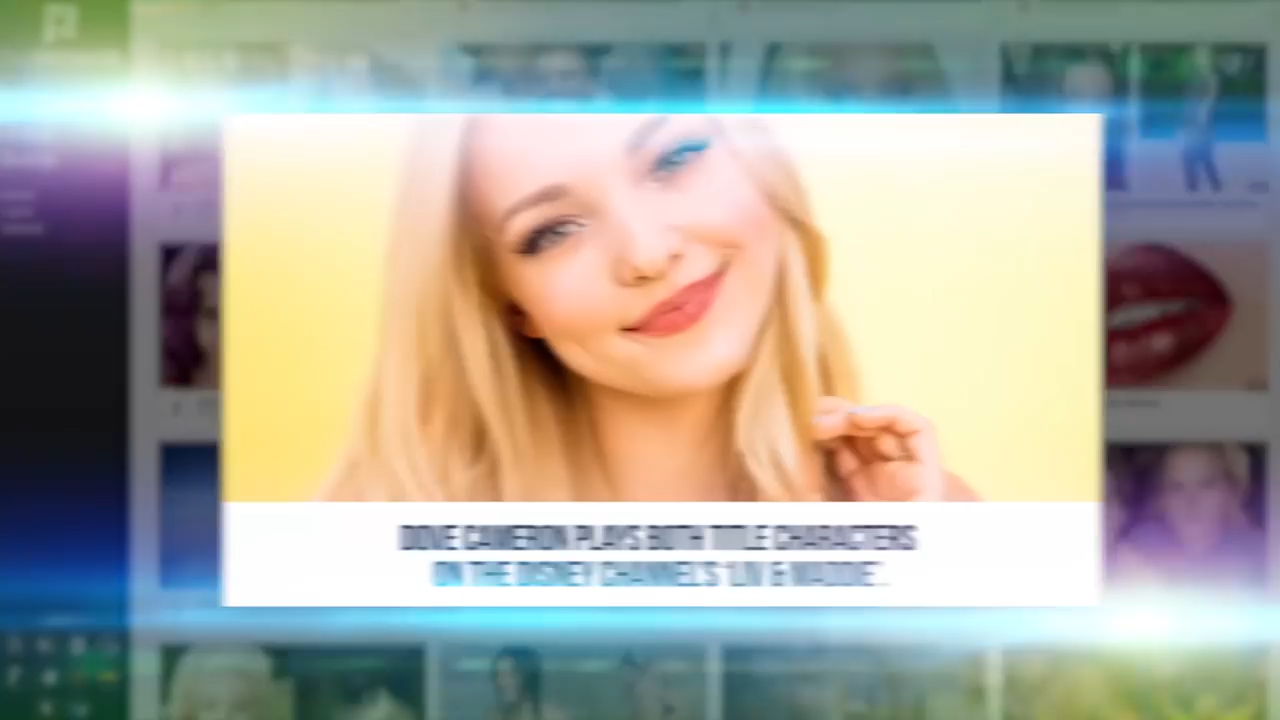 DOVE CAMERON PLAYS BOTH TITLE CHARACTERS
ON THE DISNEY CHANNEL'S 'LIV & MADDIE'.